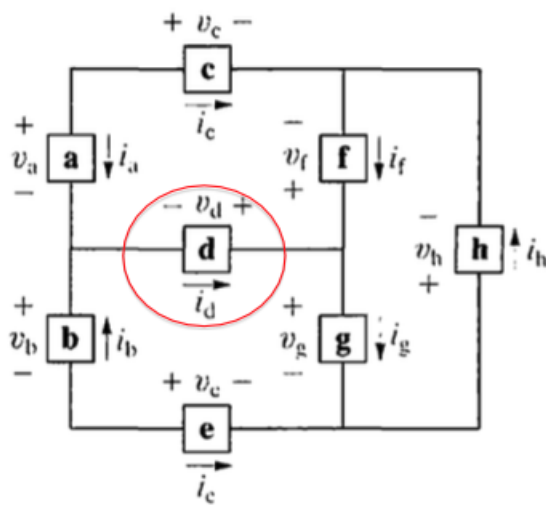 + v_c -
c
i_c
+
v_a
-
a
i_a
-
v_f
+
f
i_f
- v_d +
d
i_d
-
v_h
+
h
i_h
+
v_b
-
b
i_b
+
v_g
-
g
i_g
+ v_e -
e
i_e